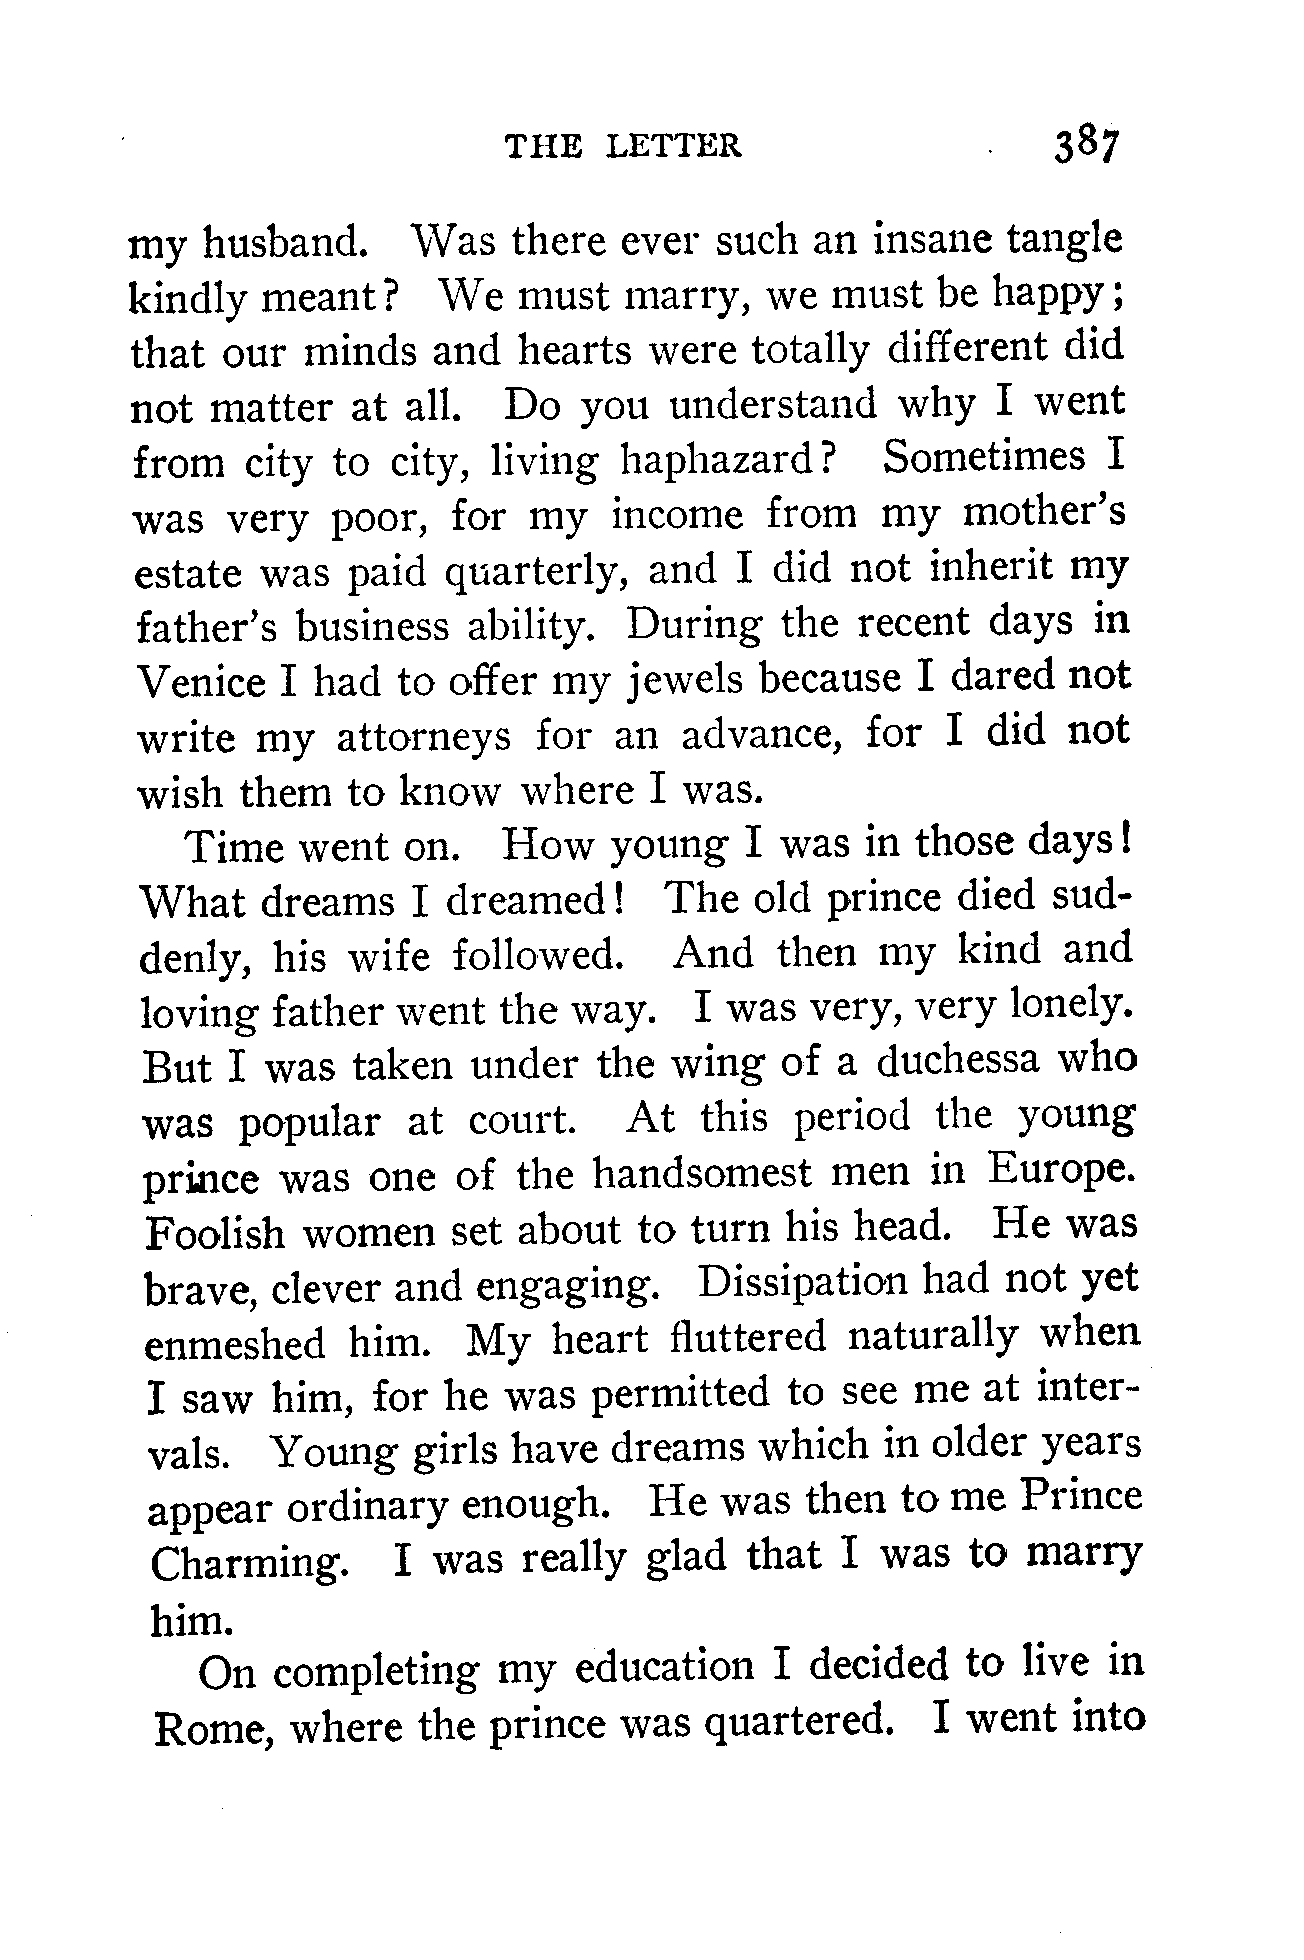 THE LETTER 387
my husband. Was there ever such an insane tangle
kindly meant? We must marry, we must be happy;
that our minds and hearts were totally different did
not matter at all. Do you understand why I went
from city to city, living haphazard? Sometimes I
was very poor, for my income from my mother's
estate was paid quarterly, and I did not inherit my
father's business ability. During the recent days in
Venice I had to offer my jewels because I dared not
write my attorneys for an advance, for I did not
wish them to know where I was.
Time went on. How young I was in those days!
What dreams I dreamed! The old prince died sud-
denly, his wife followed. And then my kind and
loving father went the way. I was very, very lonely.
But I was taken under the wing of a duchessa who
was popular at court. At this period the young
prince was one of the handsomest men in Europe.
Foolish women set about to turn his head. He was
brave, clever and engaging. Dissipation had not yet
enmeshed him. My heart fluttered naturally when
I saw him, for he was permitted to see me at inter-
vals. Young girls have dreams which in older years
appear ordinary enough. He was then to me Prince
Charming. I was really glad that I was to marry
him.
On completing my education I decided to live in
Rome, where the prince was quartered. I went into